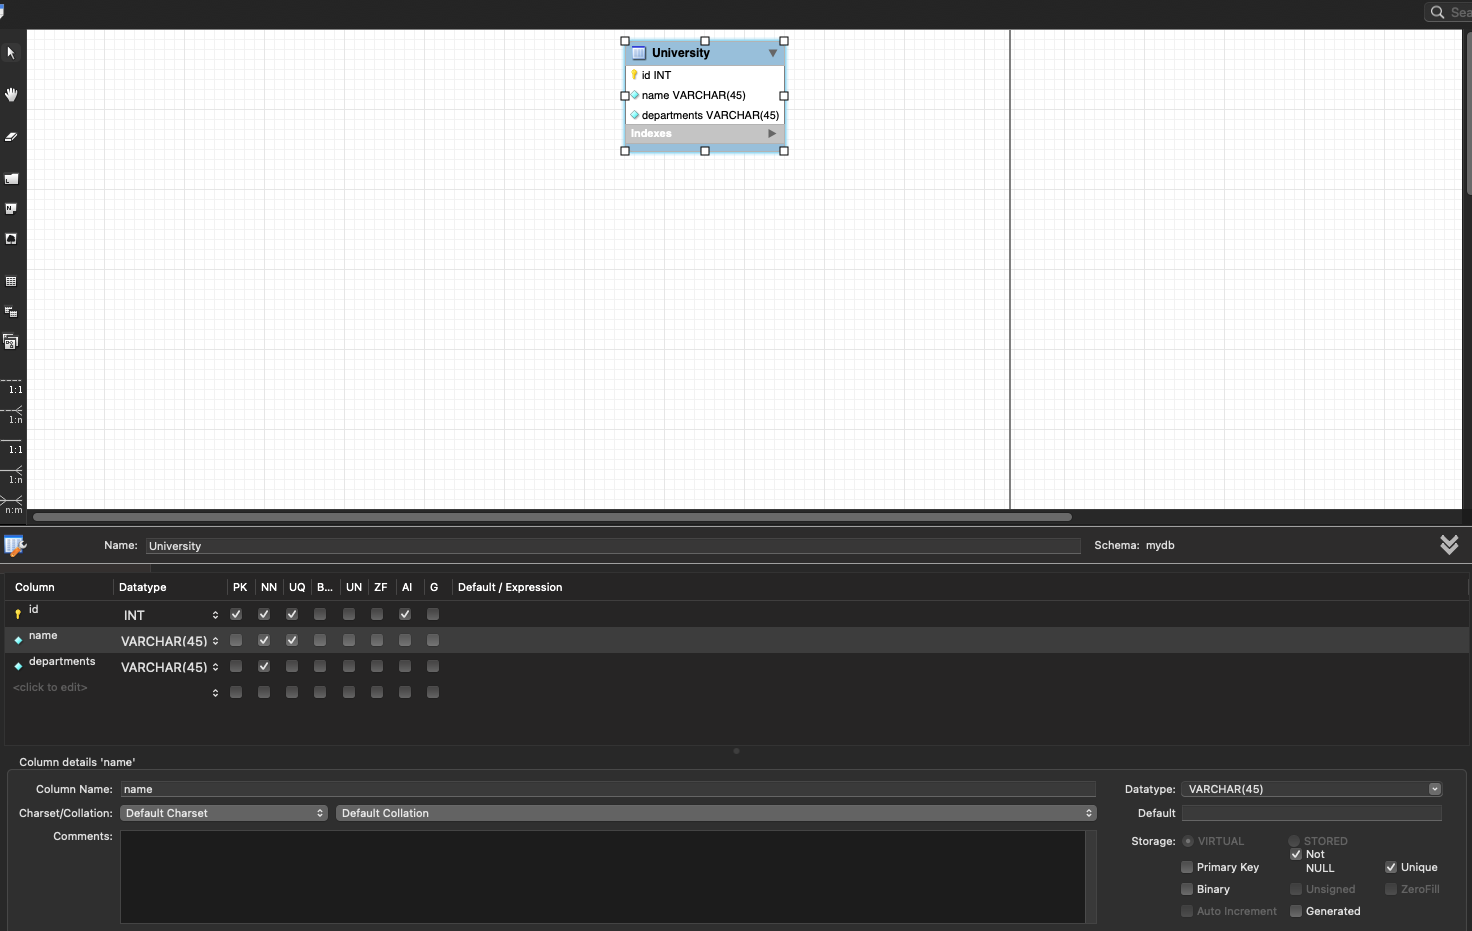 Sea
University
id INT
name VARCHAR(45)
departments VARCHAR(45)
Indexes
1:1
1:n
1:1
1:n
n:m
Name: University Schema: mydb
Column Datatype PK NN UQ B... UN ZF AI G Default / Expression
id INT
name VARCHAR(45)
departments VARCHAR(45)
<click to edit>
Column details 'name'
Column Name: name Datatype: VARCHAR(45)
Charset/Collation: Default Charset Default Collation Default
Comments: Storage: VIRTUAL STORED
Primary Key Not NULL Unique
Binary Unsigned ZeroFill
Auto Increment Generated